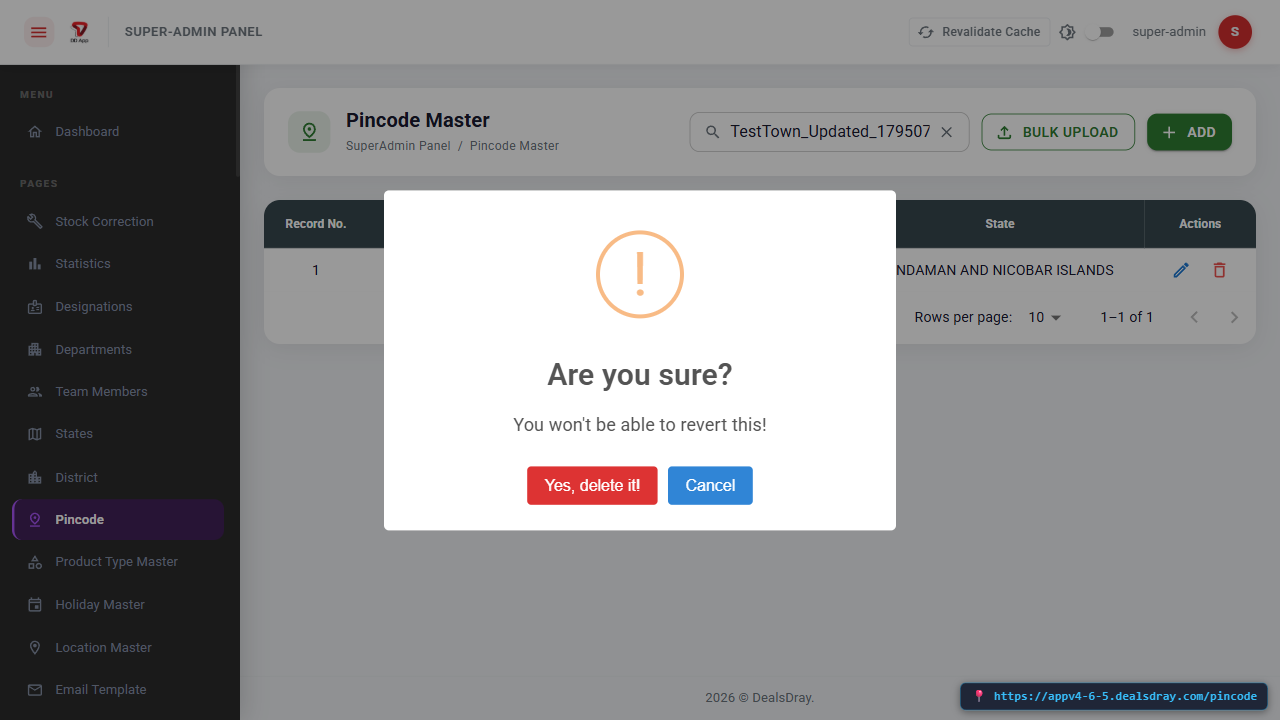 DD App
SUPER-ADMIN PANEL
Revalidate Cache
super-admin
S
MENU
Dashboard
PAGES
Stock Correction
Statistics
Designations
Departments
Team Members
States
District
Pincode
Product Type Master
Holiday Master
Location Master
Email Template
Pincode Master
SuperAdmin Panel / Pincode Master
TestTown_Updated_179507
BULK UPLOAD
ADD
Record No.
State
Actions
1
NDAMAN AND NICOBAR ISLANDS
Rows per page:
10
1–1 of 1
!
Are you sure?
You won't be able to revert this!
Yes, delete it!
Cancel
2026 © DealsDray.
https://appv4-6-5.dealsdray.com/pincode